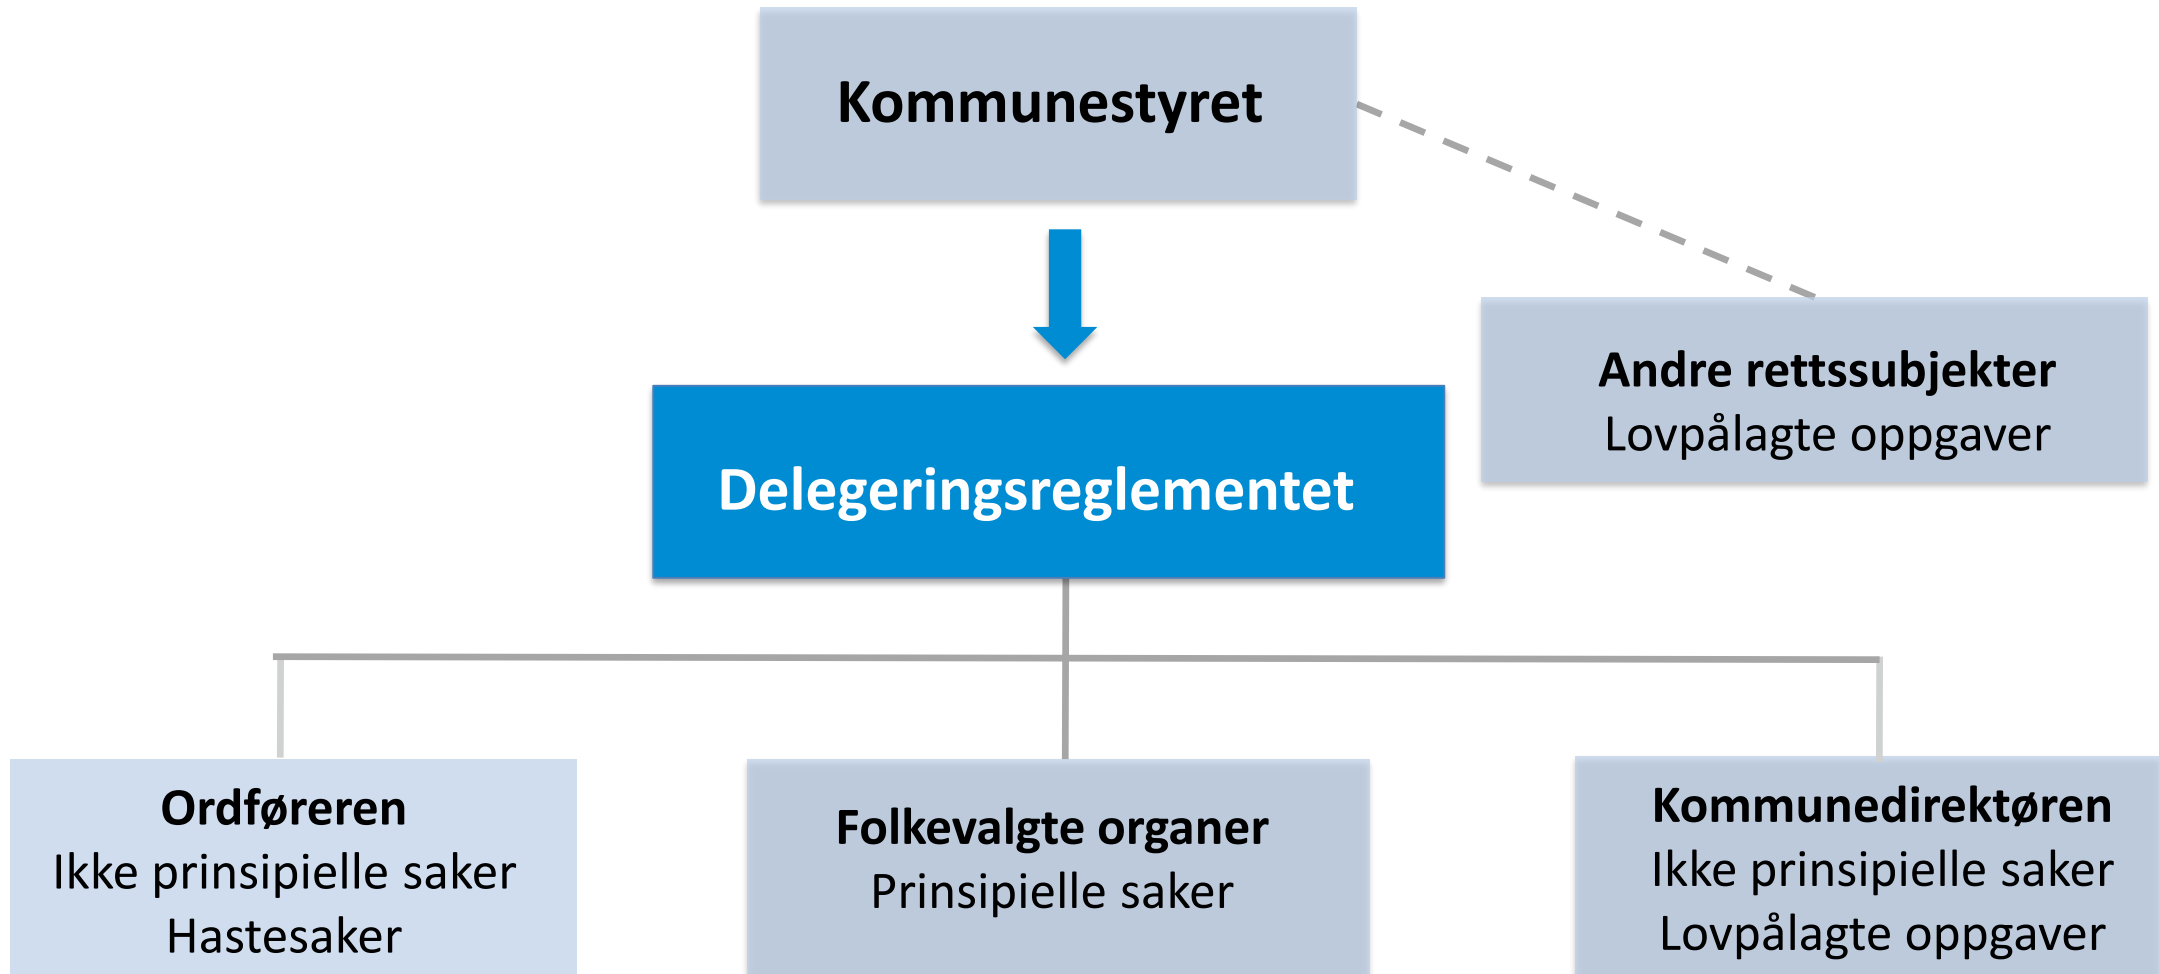 Kommunestyret
Andre rettssubjekter
Lovpålagte oppgaver
Delegeringsreglementet
Ordføreren
Ikke prinsipielle saker
Hastesaker
Folkevalgte organer
Prinsipielle saker
Kommunedirektøren
Ikke prinsipielle saker
Lovpålagte oppgaver